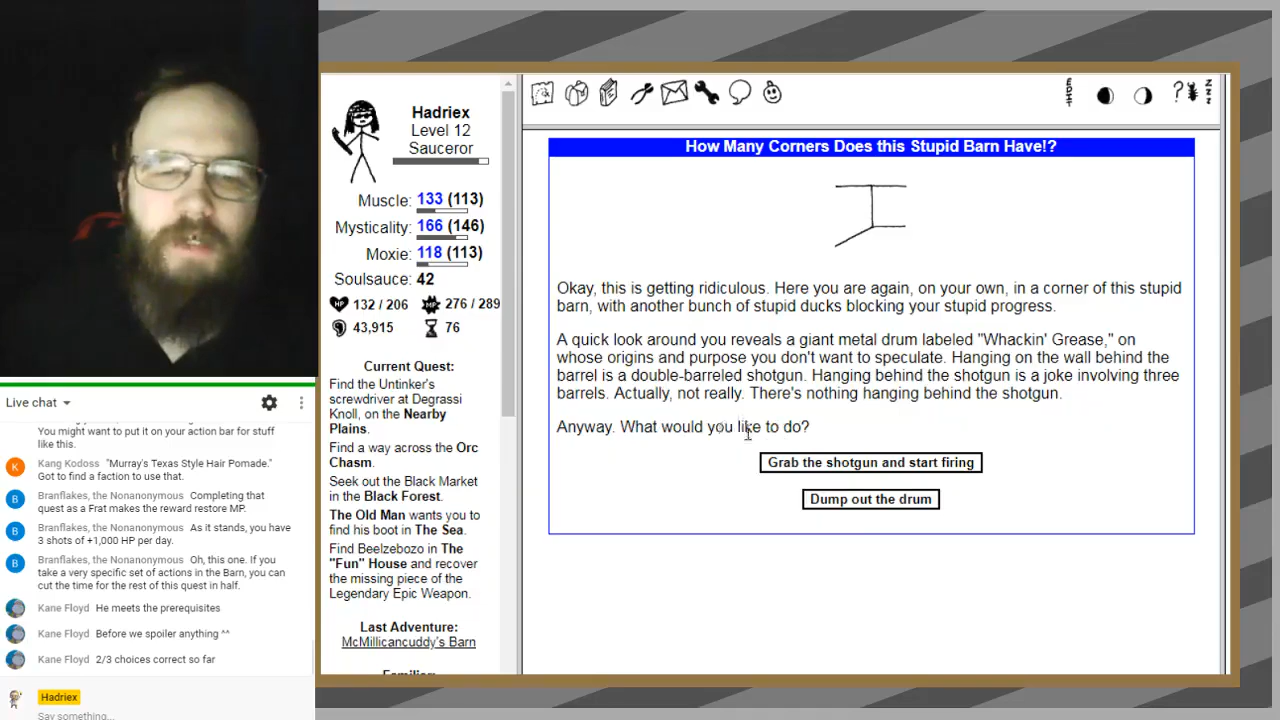 Hadriex
Level 12
Sauceror
Muscle: 133 (113)
Mysticality: 166 (146)
Moxie: 118 (113)
Soulsauce: 42
HP 132 / 206 MP 276 / 289
43,915 76
Current Quest:
Find the Untinker's
screwdriver at Degrassi
Knoll, on the Nearby
Plains.
Find a way across the Orc
Chasm.
Seek out the Black Market
in the Black Forest.
The Old Man wants you to
find his boot in The Sea.
Find Beelzebozo in The
"Fun" House and recover
the missing piece of the
Legendary Epic Weapon.
Last Adventure:
McMillicancuddy's Barn
EDIT
?
ZZZ
How Many Corners Does this Stupid Barn Have!?
Okay, this is getting ridiculous. Here you are again, on your own, in a corner of this stupid
barn, with another bunch of stupid ducks blocking your stupid progress.
A quick look around you reveals a giant metal drum labeled "Whackin' Grease," on
whose origins and purpose you don't want to speculate. Hanging on the wall behind the
barrel is a double-barreled shotgun. Hanging behind the shotgun is a joke involving three
barrels. Actually, not really. There's nothing hanging behind the shotgun.
Anyway. What would you like to do?
Grab the shotgun and start firing
Dump out the drum
Live chat
You might want to put it on your action bar for stuff
like this.
K Kang Kodoss "Murray's Texas Style Hair Pomade."
Got to find a faction to use that.
B Branflakes, the Nonanonymous Completing that
quest as a Frat makes the reward restore MP.
B Branflakes, the Nonanonymous As it stands, you have
3 shots of +1,000 HP per day.
B Branflakes, the Nonanonymous Oh, this one. If you
take a very specific set of actions in the Barn, you can
cut the time for the rest of this quest in half.
Kane Floyd He meets the prerequisites
Kane Floyd Before we spoiler anything ^^
Kane Floyd 2/3 choices correct so far
Hadriex
Say something...